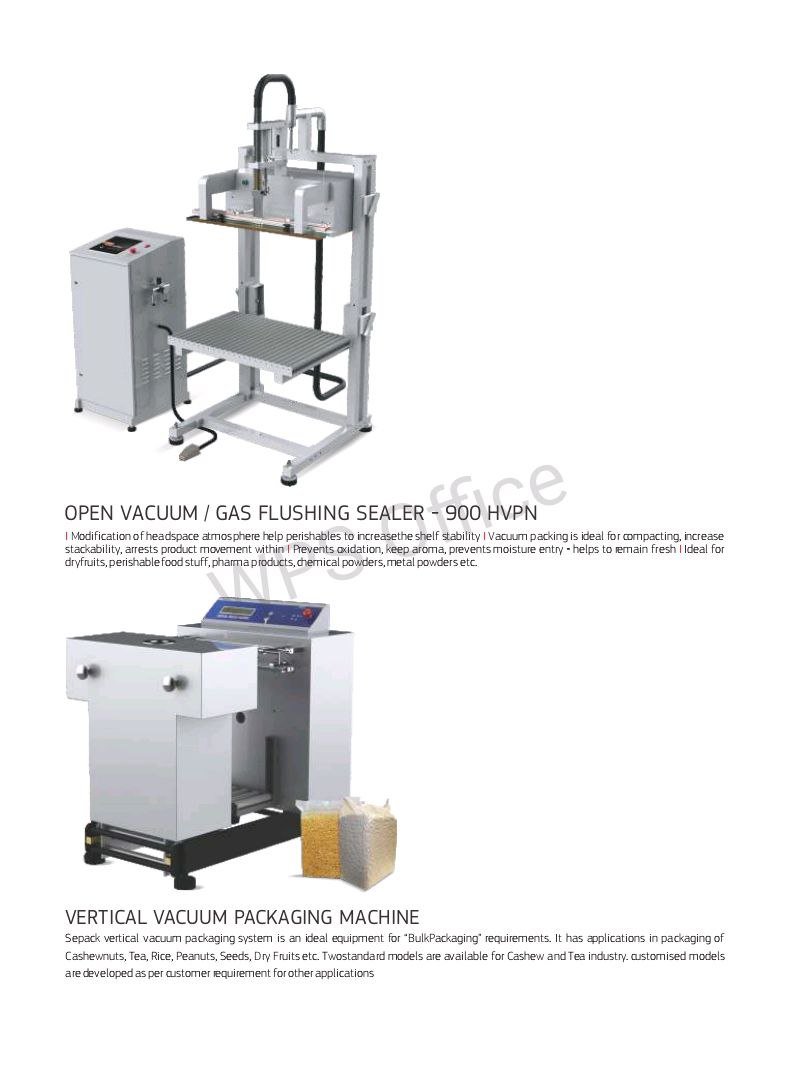 OPEN VACUUM / GAS FLUSHING SEALER - 900 HVPN
I Modification of headspace atmosphere help perishables to increasethe shelf stability I Vacuum packing is ideal for compacting, increase
stackability, arrests product movement within I Prevents oxidation, keep aroma, prevents moisture entry - helps to remain fresh I Ideal for
dryfruits, perishable food stuff, pharma products, chemical powders, metal powders etc.
WPS Office
VERTICAL VACUUM PACKAGING MACHINE
Sepack vertical vacuum packaging system is an ideal equipment for "BulkPackaging" requirements. It has applications in packaging of
Cashewnuts, Tea, Rice, Peanuts, Seeds, Dry Fruits etc. Twostandard models are available for Cashew and Tea industry. customised models
are developed as per customer requirement for other applications